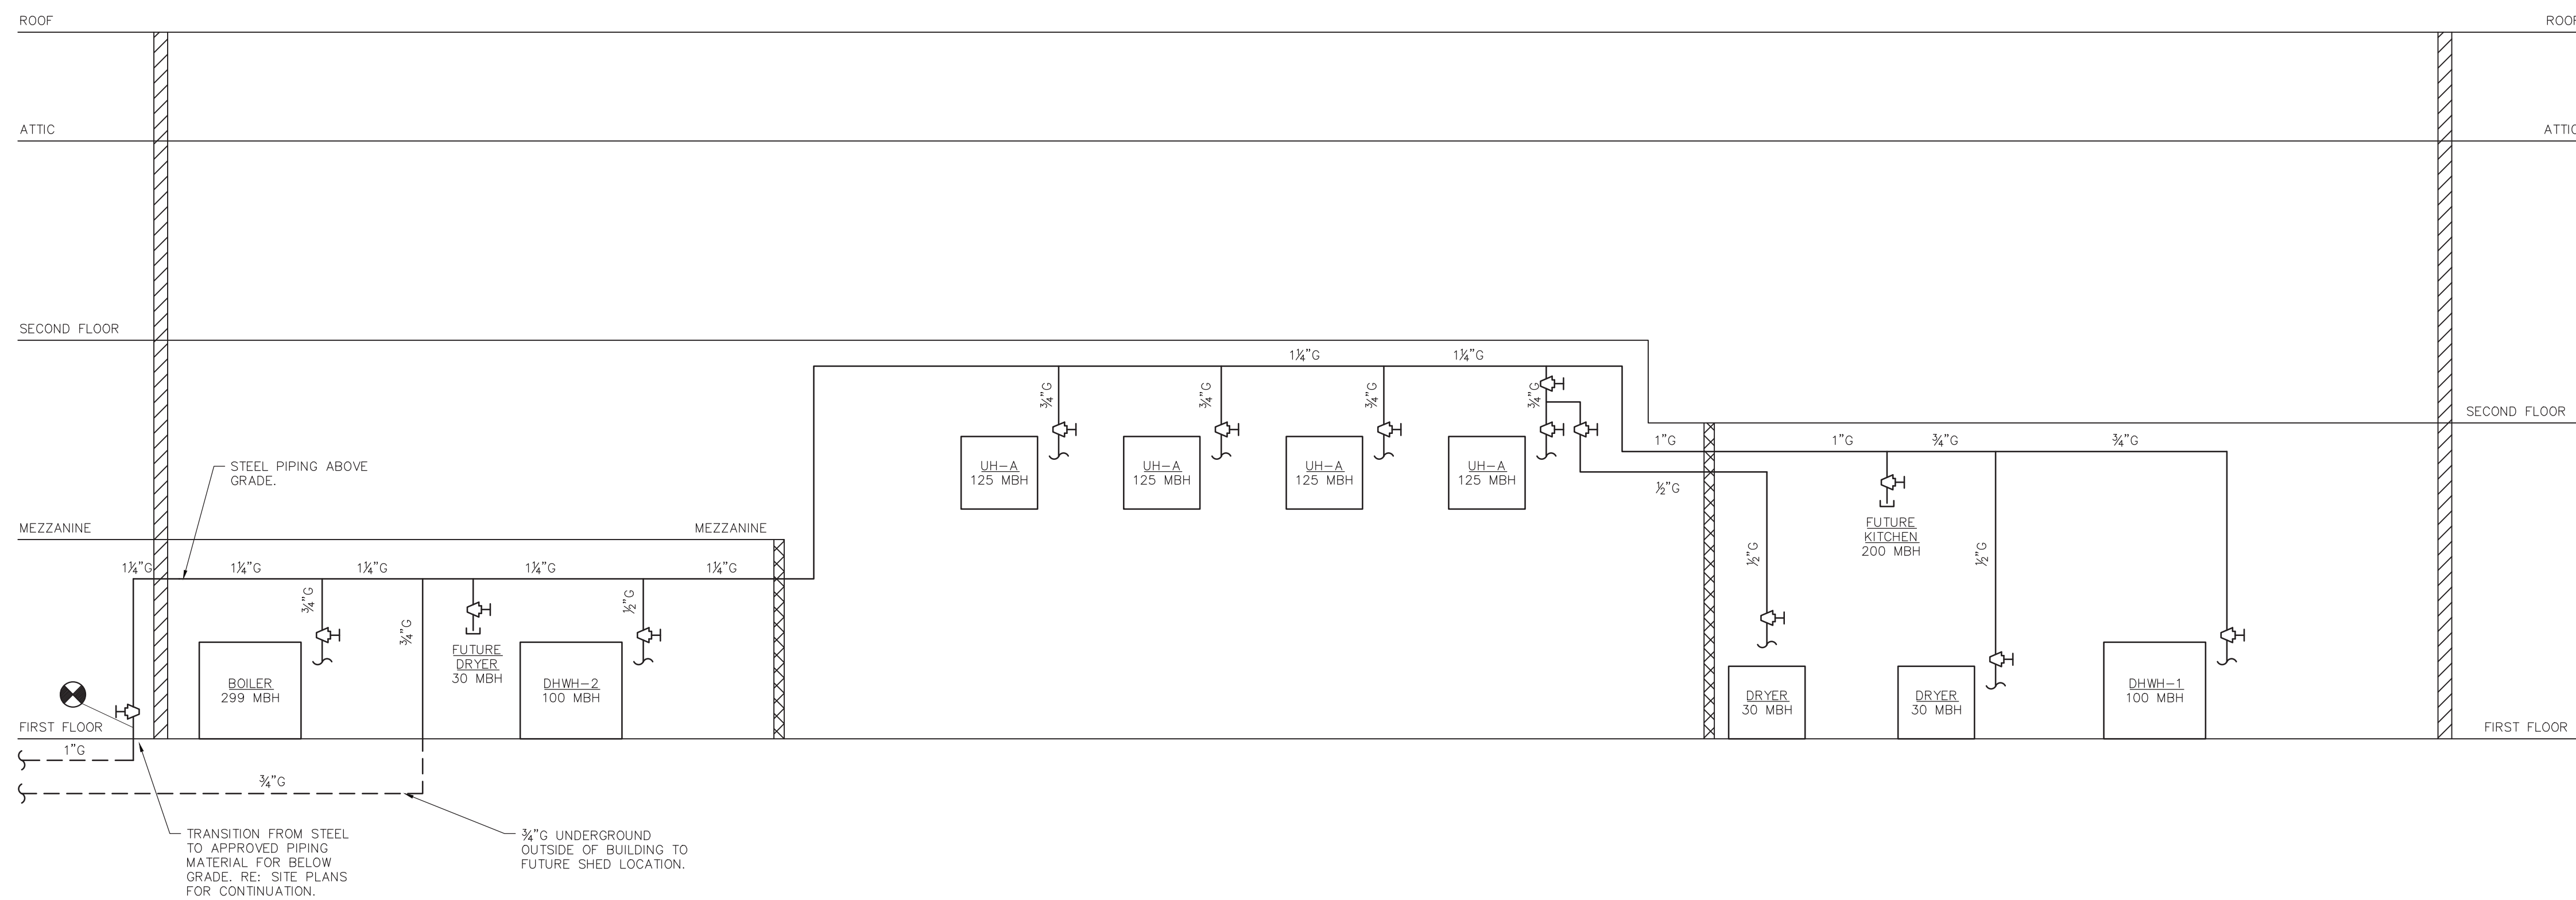 ROOF
ROOF
ATTIC
ATTIC
SECOND FLOOR
1¼"G
1¼"G
¾"G
¾"G
¾"G
¾"G
SECOND FLOOR
1"G
1"G
¾"G
¾"G
STEEL PIPING ABOVE
GRADE.
UH-A
125 MBH
UH-A
125 MBH
UH-A
125 MBH
UH-A
125 MBH
½"G
MEZZANINE
MEZZANINE
FUTURE
KITCHEN
200 MBH
½"G
½"G
1¼"G
1¼"G
1¼"G
1¼"G
1¼"G
¾"G
¾"G
½"G
FUTURE
DRYER
30 MBH
BOILER
299 MBH
DHWH-2
100 MBH
DRYER
30 MBH
DRYER
30 MBH
DHWH-1
100 MBH
FIRST FLOOR
FIRST FLOOR
1"G
¾"G
TRANSITION FROM STEEL
TO APPROVED PIPING
MATERIAL FOR BELOW
GRADE. RE: SITE PLANS
FOR CONTINUATION.
¾"G UNDERGROUND
OUTSIDE OF BUILDING TO
FUTURE SHED LOCATION.